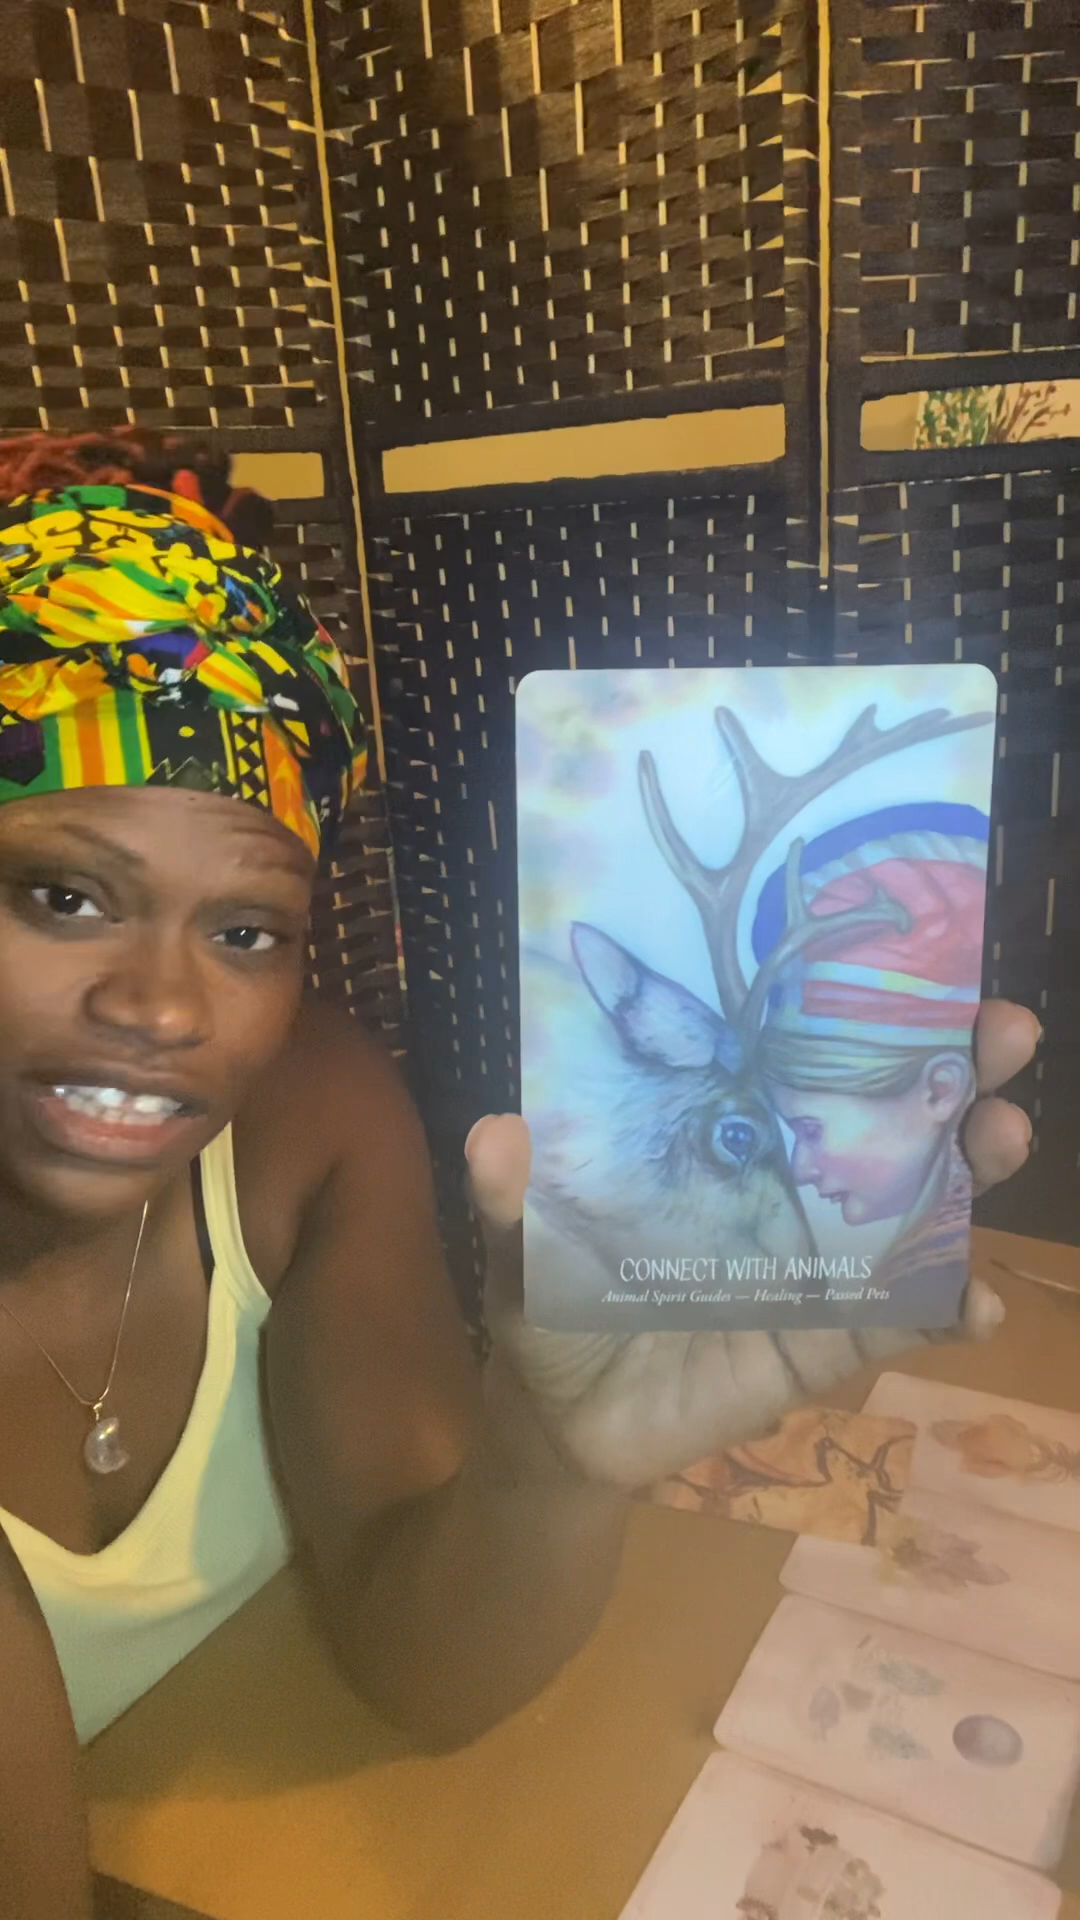 CONNECT WITH ANIMALS
Animal Spirit Guides — Healing — Passed Pets